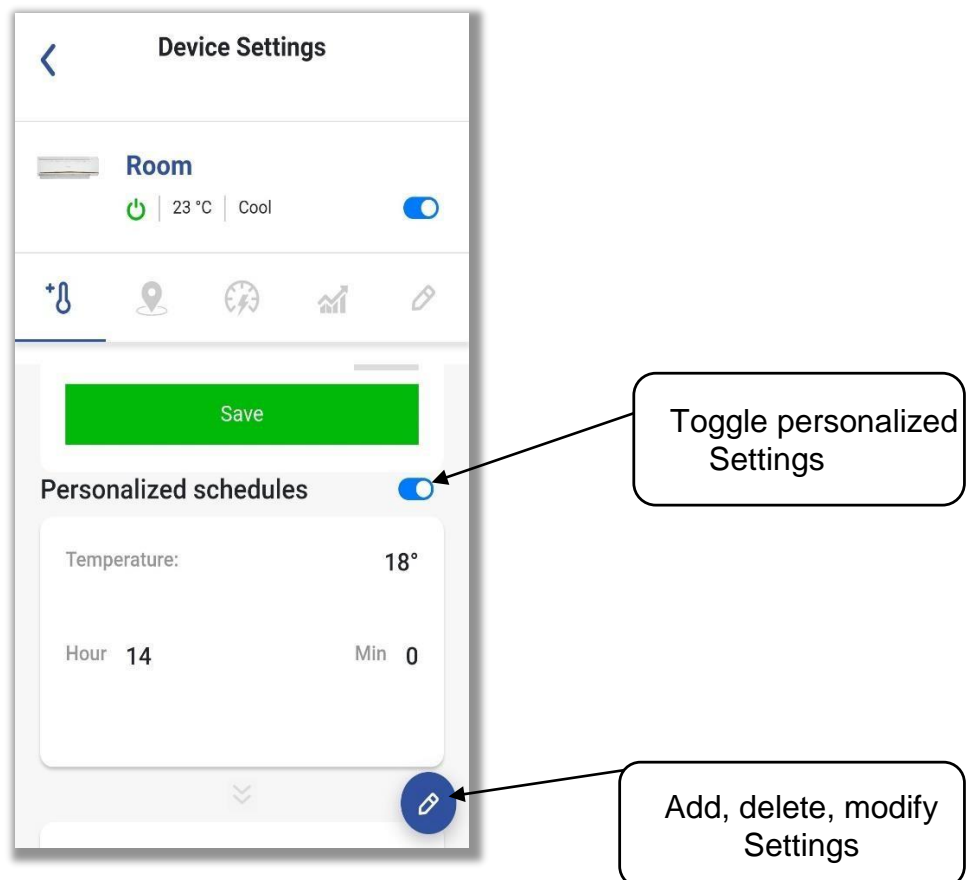 Device Settings
Room
23 °C Cool
Save
Personalized schedules
Toggle personalized
Settings
Temperature: 18°
Hour 14 Min 0
Add, delete, modify
Settings